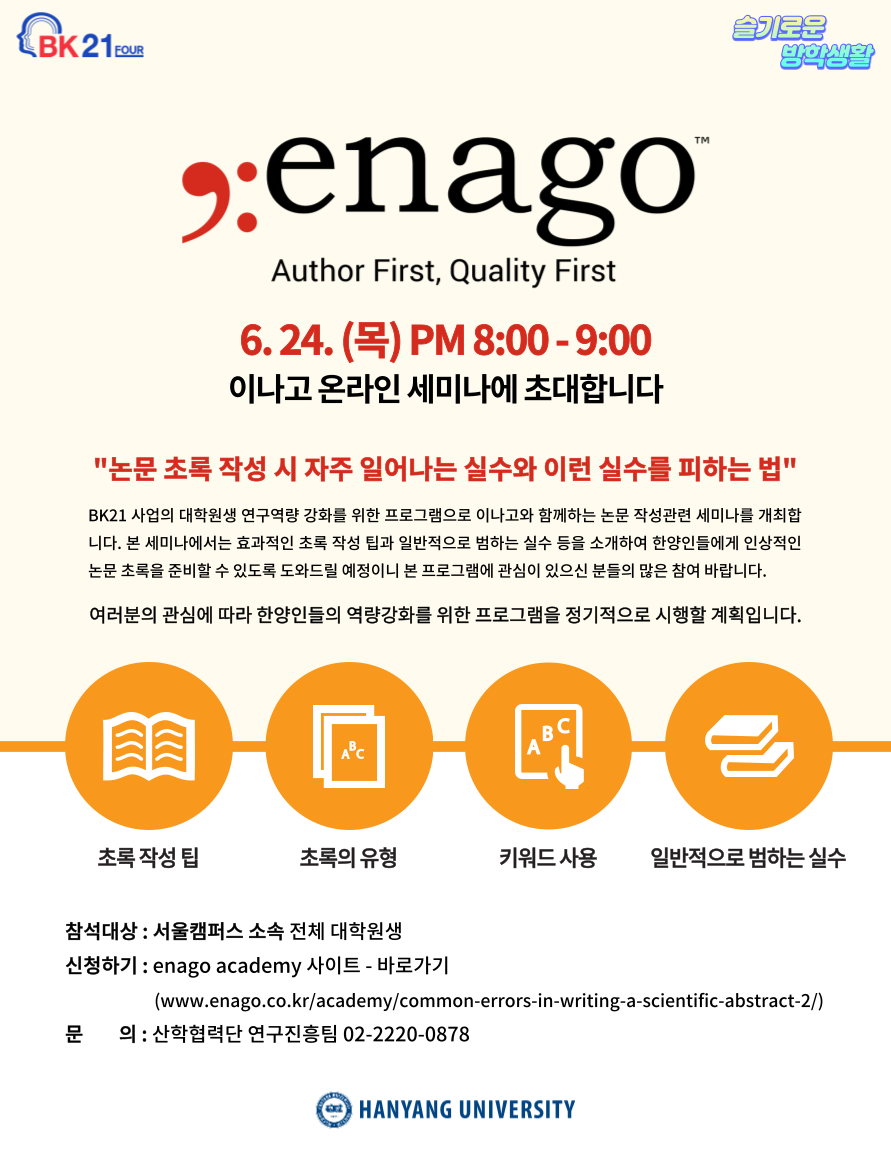 BK21 FOUR
슬기로운
방학생활
enago™
Author First, Quality First
6. 24. (목) PM 8:00 - 9:00
이나고 온라인 세미나에 초대합니다
"논문 초록 작성 시 자주 일어나는 실수와 이런 실수를 피하는 법"
BK21 사업의 대학원생 연구역량 강화를 위한 프로그램으로 이나고와 함께하는 논문 작성관련 세미나를 개최합
니다. 본 세미나에서는 효과적인 초록 작성 팁과 일반적으로 범하는 실수 등을 소개하여 한양인들에게 인상적인
논문 초록을 준비할 수 있도록 도와드릴 예정이니 본 프로그램에 관심이 있으신 분들의 많은 참여 바랍니다.
여러분의 관심에 따라 한양인들의 역량강화를 위한 프로그램을 정기적으로 시행할 계획입니다.
ABC
ABC
초록 작성 팁
초록의 유형
키워드 사용
일반적으로 범하는 실수
참석대상 : 서울캠퍼스 소속 전체 대학원생
신청하기 : enago academy 사이트 - 바로가기
(www.enago.co.kr/academy/common-errors-in-writing-a-scientific-abstract-2/)
문 의 : 산학협력단 연구진흥팀 02-2220-0878
HANYANG UNIVERSITY